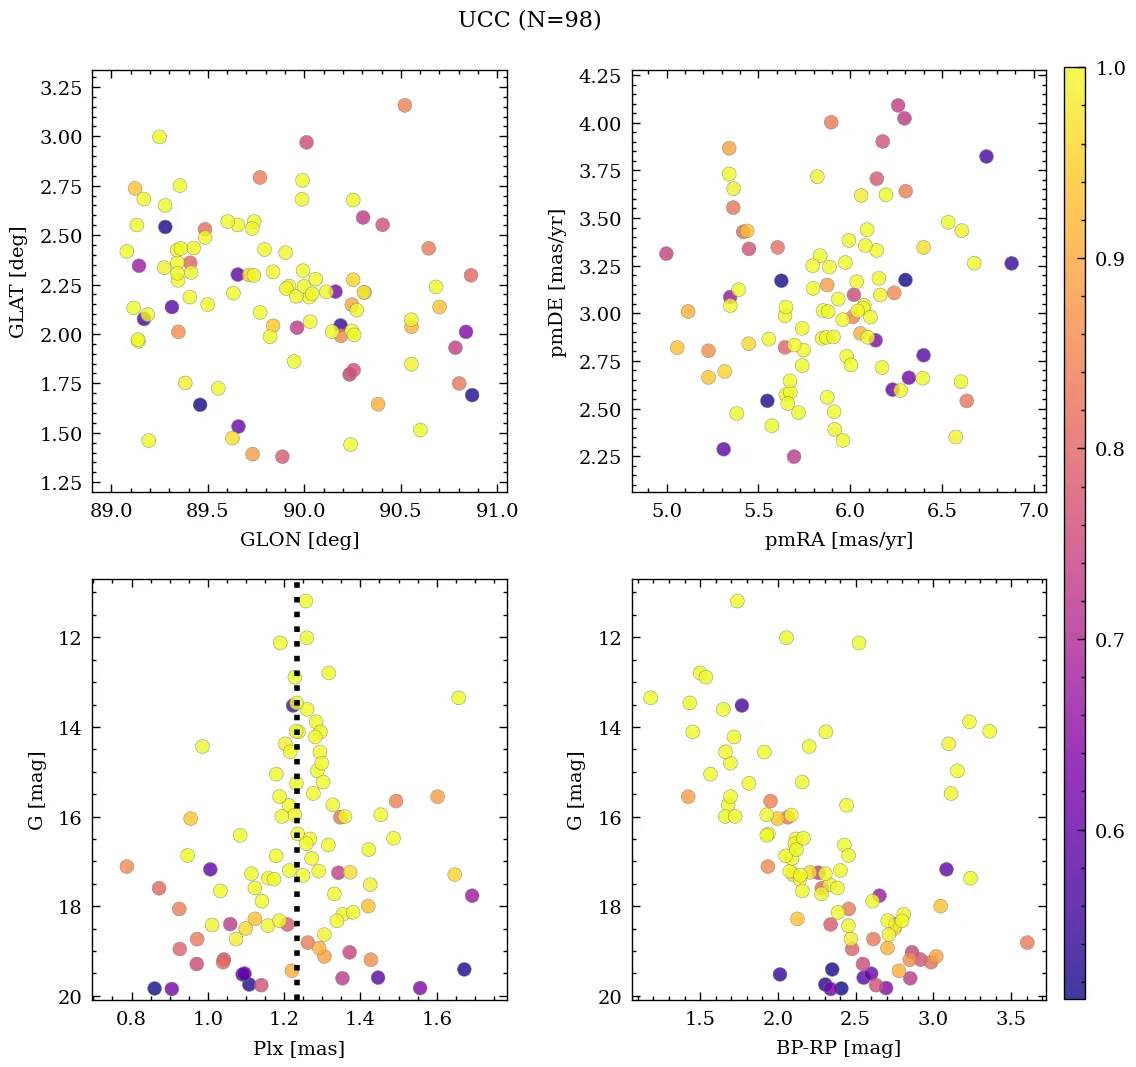 UCC (N=98)
3.25
3.00
2.75
2.50
2.25
2.00
1.75
1.50
1.25
GLAT [deg]
89.0 89.5 90.0 90.5 91.0
GLON [deg]
4.25
4.00
3.75
3.50
3.25
3.00
2.75
2.50
2.25
pmDE [mas/yr]
5.0 5.5 6.0 6.5 7.0
pmRA [mas/yr]
1.0
0.9
0.8
0.7
0.6
12
14
16
18
20
G [mag]
0.8 1.0 1.2 1.4 1.6
Plx [mas]
12
14
16
18
20
G [mag]
1.5 2.0 2.5 3.0 3.5
BP-RP [mag]